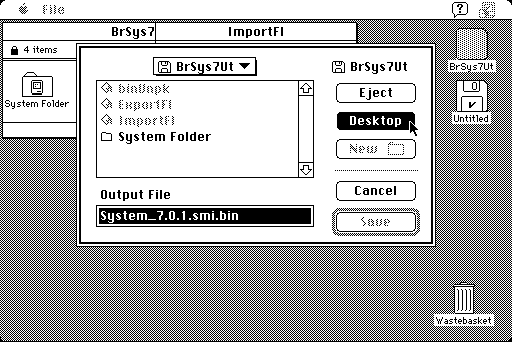 File
BrSys7
ImportFl
4 items
System Folder
BrSys7Ut
BrSys7Ut
binUnpk
ExportFl
ImportFl
System Folder
Eject
Desktop
New
Output File
System_7.0.1.smi.bin
Cancel
Save
BrSys7Ut
Untitled
Wastebasket